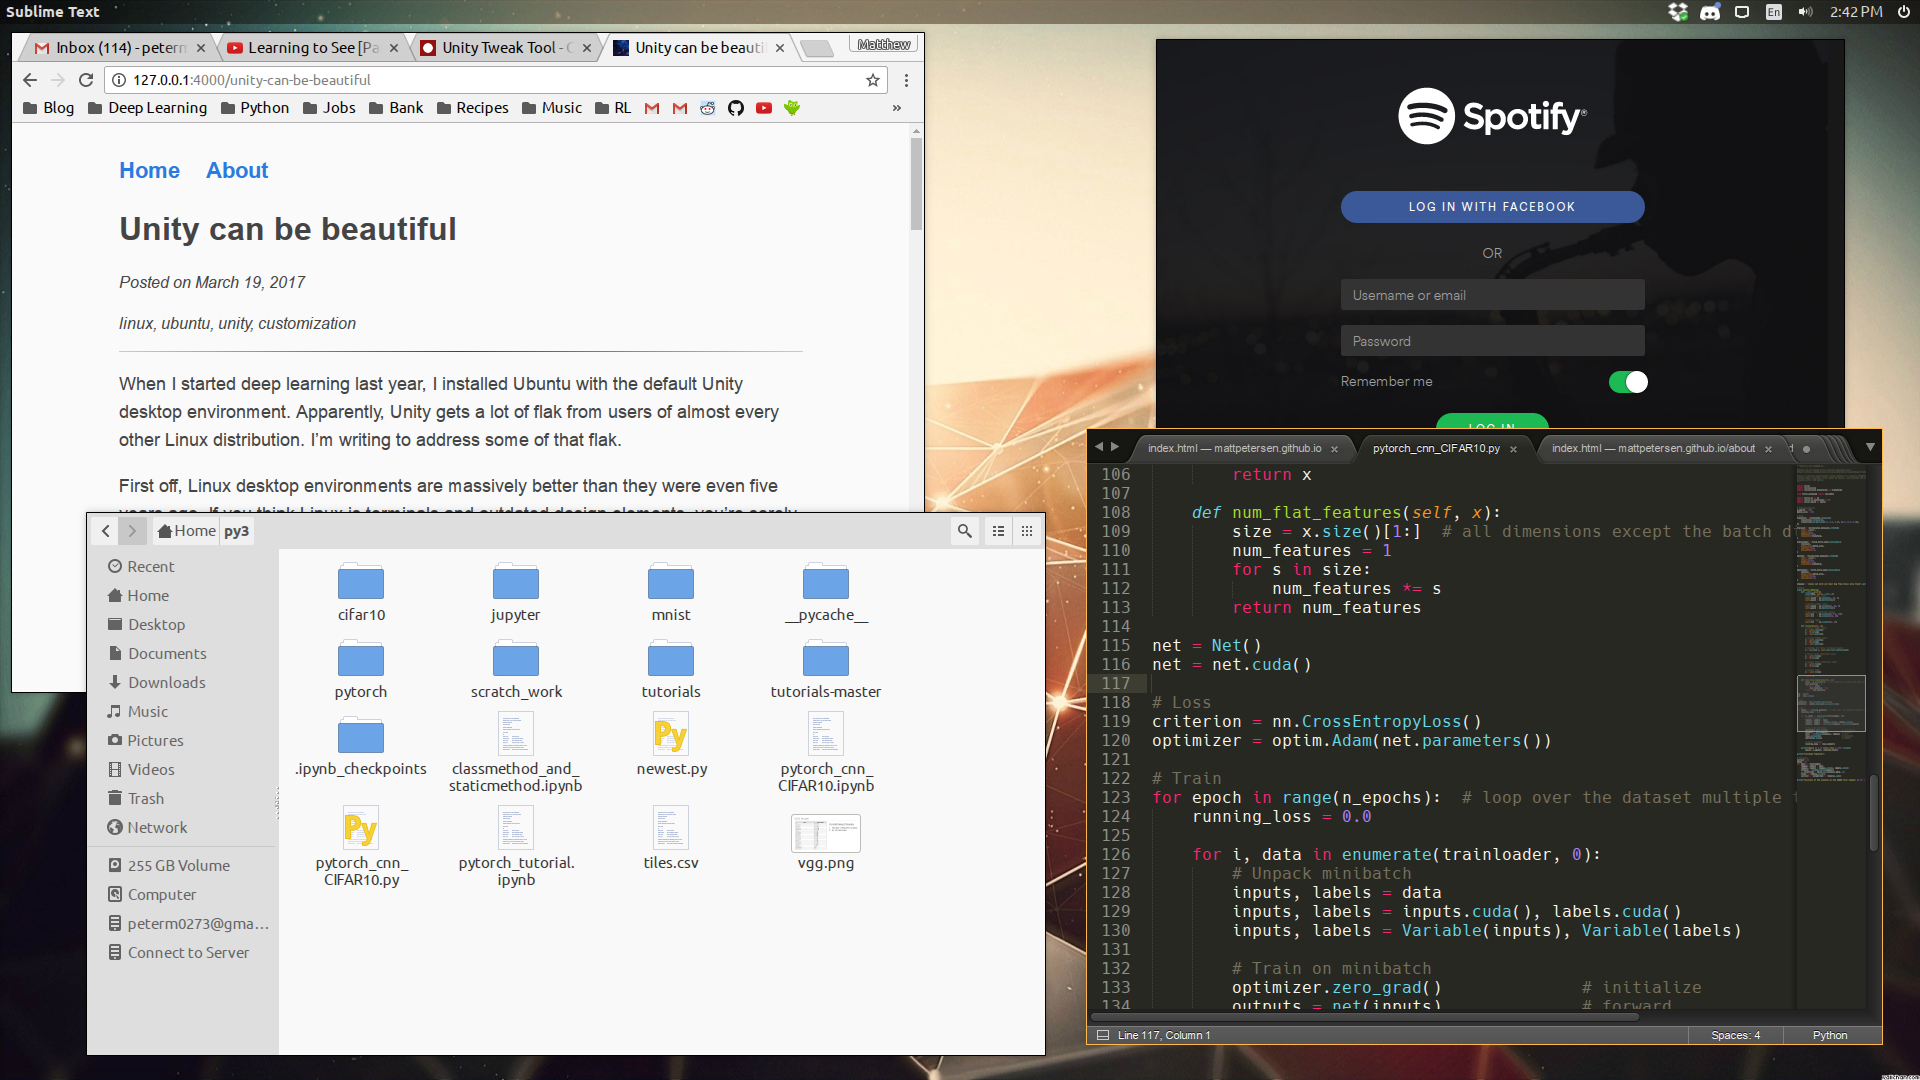 Sublime Text
En
2:42 PM
Inbox (114) - peterm
Learning to See [Pa
Unity Tweak Tool - C
Unity can be beauti
Matthew
127.0.0.1:4000/unity-can-be-beautiful
Blog
Deep Learning
Python
Jobs
Bank
Recipes
Music
RL
»
Home
About
Unity can be beautiful
Posted on March 19, 2017
linux, ubuntu, unity, customization
When I started deep learning last year, I installed Ubuntu with the default Unity
desktop environment. Apparently, Unity gets a lot of flak from users of almost every
other Linux distribution. I'm writing to address some of that flak.
First off, Linux desktop environments are massively better than they were even five
Spotify®
LOG IN WITH FACEBOOK
OR
Username or email
Password
Remember me
LOG IN
Home
py3
Recent
Home
Desktop
Documents
Downloads
Music
Pictures
Videos
Trash
Network
255 GB Volume
Computer
peterm0273@gma...
Connect to Server
cifar10
jupyter
mnist
__pycache__
pytorch
scratch_work
tutorials
tutorials-master
.ipynb_checkpoints
classmethod_and_
staticmethod.ipynb
newest.py
pytorch_cnn_
CIFAR10.ipynb
Py
Py
pytorch_cnn_
CIFAR10.py
pytorch_tutorial.
ipynb
tiles.csv
vgg.png
index.html — mattpetersen.github.io
pytorch_cnn_CIFAR10.py
index.html — mattpetersen.github.io/about
106 return x
107
108 def num_flat_features(self, x):
109 size = x.size()[1:] # all dimensions except the batch d
110 num_features = 1
111 for s in size:
112 num_features *= s
113 return num_features
114
115 net = Net()
116 net = net.cuda()
117
118 # Loss
119 criterion = nn.CrossEntropyLoss()
120 optimizer = optim.Adam(net.parameters())
121
122 # Train
123 for epoch in range(n_epochs): # loop over the dataset multiple
124 running_loss = 0.0
125
126 for i, data in enumerate(trainloader, 0):
127 # Unpack minibatch
128 inputs, labels = data
129 inputs, labels = inputs.cuda(), labels.cuda()
130 inputs, labels = Variable(inputs), Variable(labels)
131
132 # Train on minibatch
133 optimizer.zero_grad() # initialize
134 outputs = net(inputs) # forward
Line 117, Column 1
Spaces: 4
Python